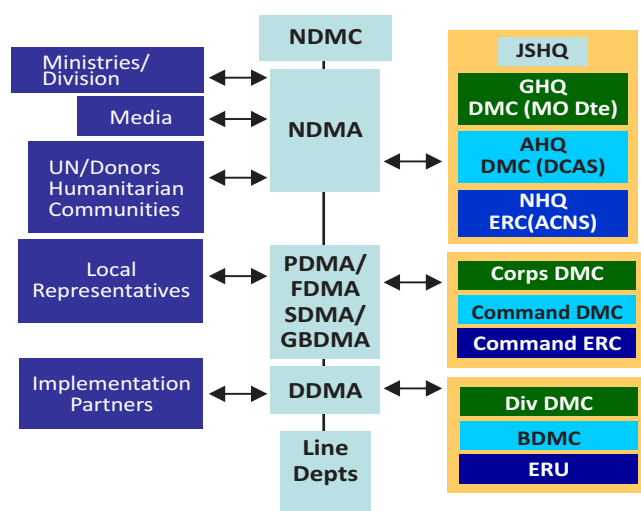 NDMC
Ministries/
Division
Media
UN/Donors
Humanitarian
Communities
Local
Representatives
Implementation
Partners
NDMA
PDMA/
FDMA
SDMA/
GBDMA
DDMA
Line
Depts
JSHQ
GHQ
DMC (MO Dte)
AHQ
DMC (DCAS)
NHQ
ERC(ACNS)
Corps DMC
Command DMC
Command ERC
Div DMC
BDMC
ERU